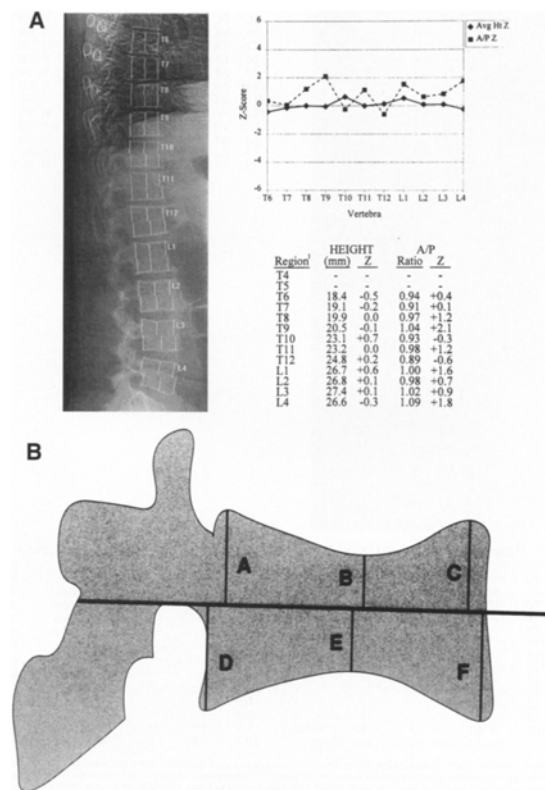 A
T6
T7
T8
T9
T10
T11
T12
L1
L2
L3
L4
Avg Ht Z
A/P Z
6
4
2
0
-2
-4
-6
Z-Score
T6 T7 T8 T9 T10 T11 T12 L1 L2 L3 L4
Vertebra
HEIGHT A/P
Region¹ (mm) Z Ratio Z
T4 - - - -
T5 - - - -
T6 18.4 -0.5 0.94 +0.4
T7 19.1 -0.2 0.91 +0.1
T8 19.9 0.0 0.97 +1.2
T9 20.5 -0.1 1.04 +2.1
T10 23.1 +0.7 0.93 -0.3
T11 23.2 0.0 0.98 +1.2
T12 24.8 +0.2 0.89 -0.6
L1 26.7 +0.6 1.00 +1.6
L2 26.8 +0.1 0.98 +0.7
L3 27.4 +0.1 1.02 +0.9
L4 26.6 -0.3 1.09 +1.8
B
A B C
D E F